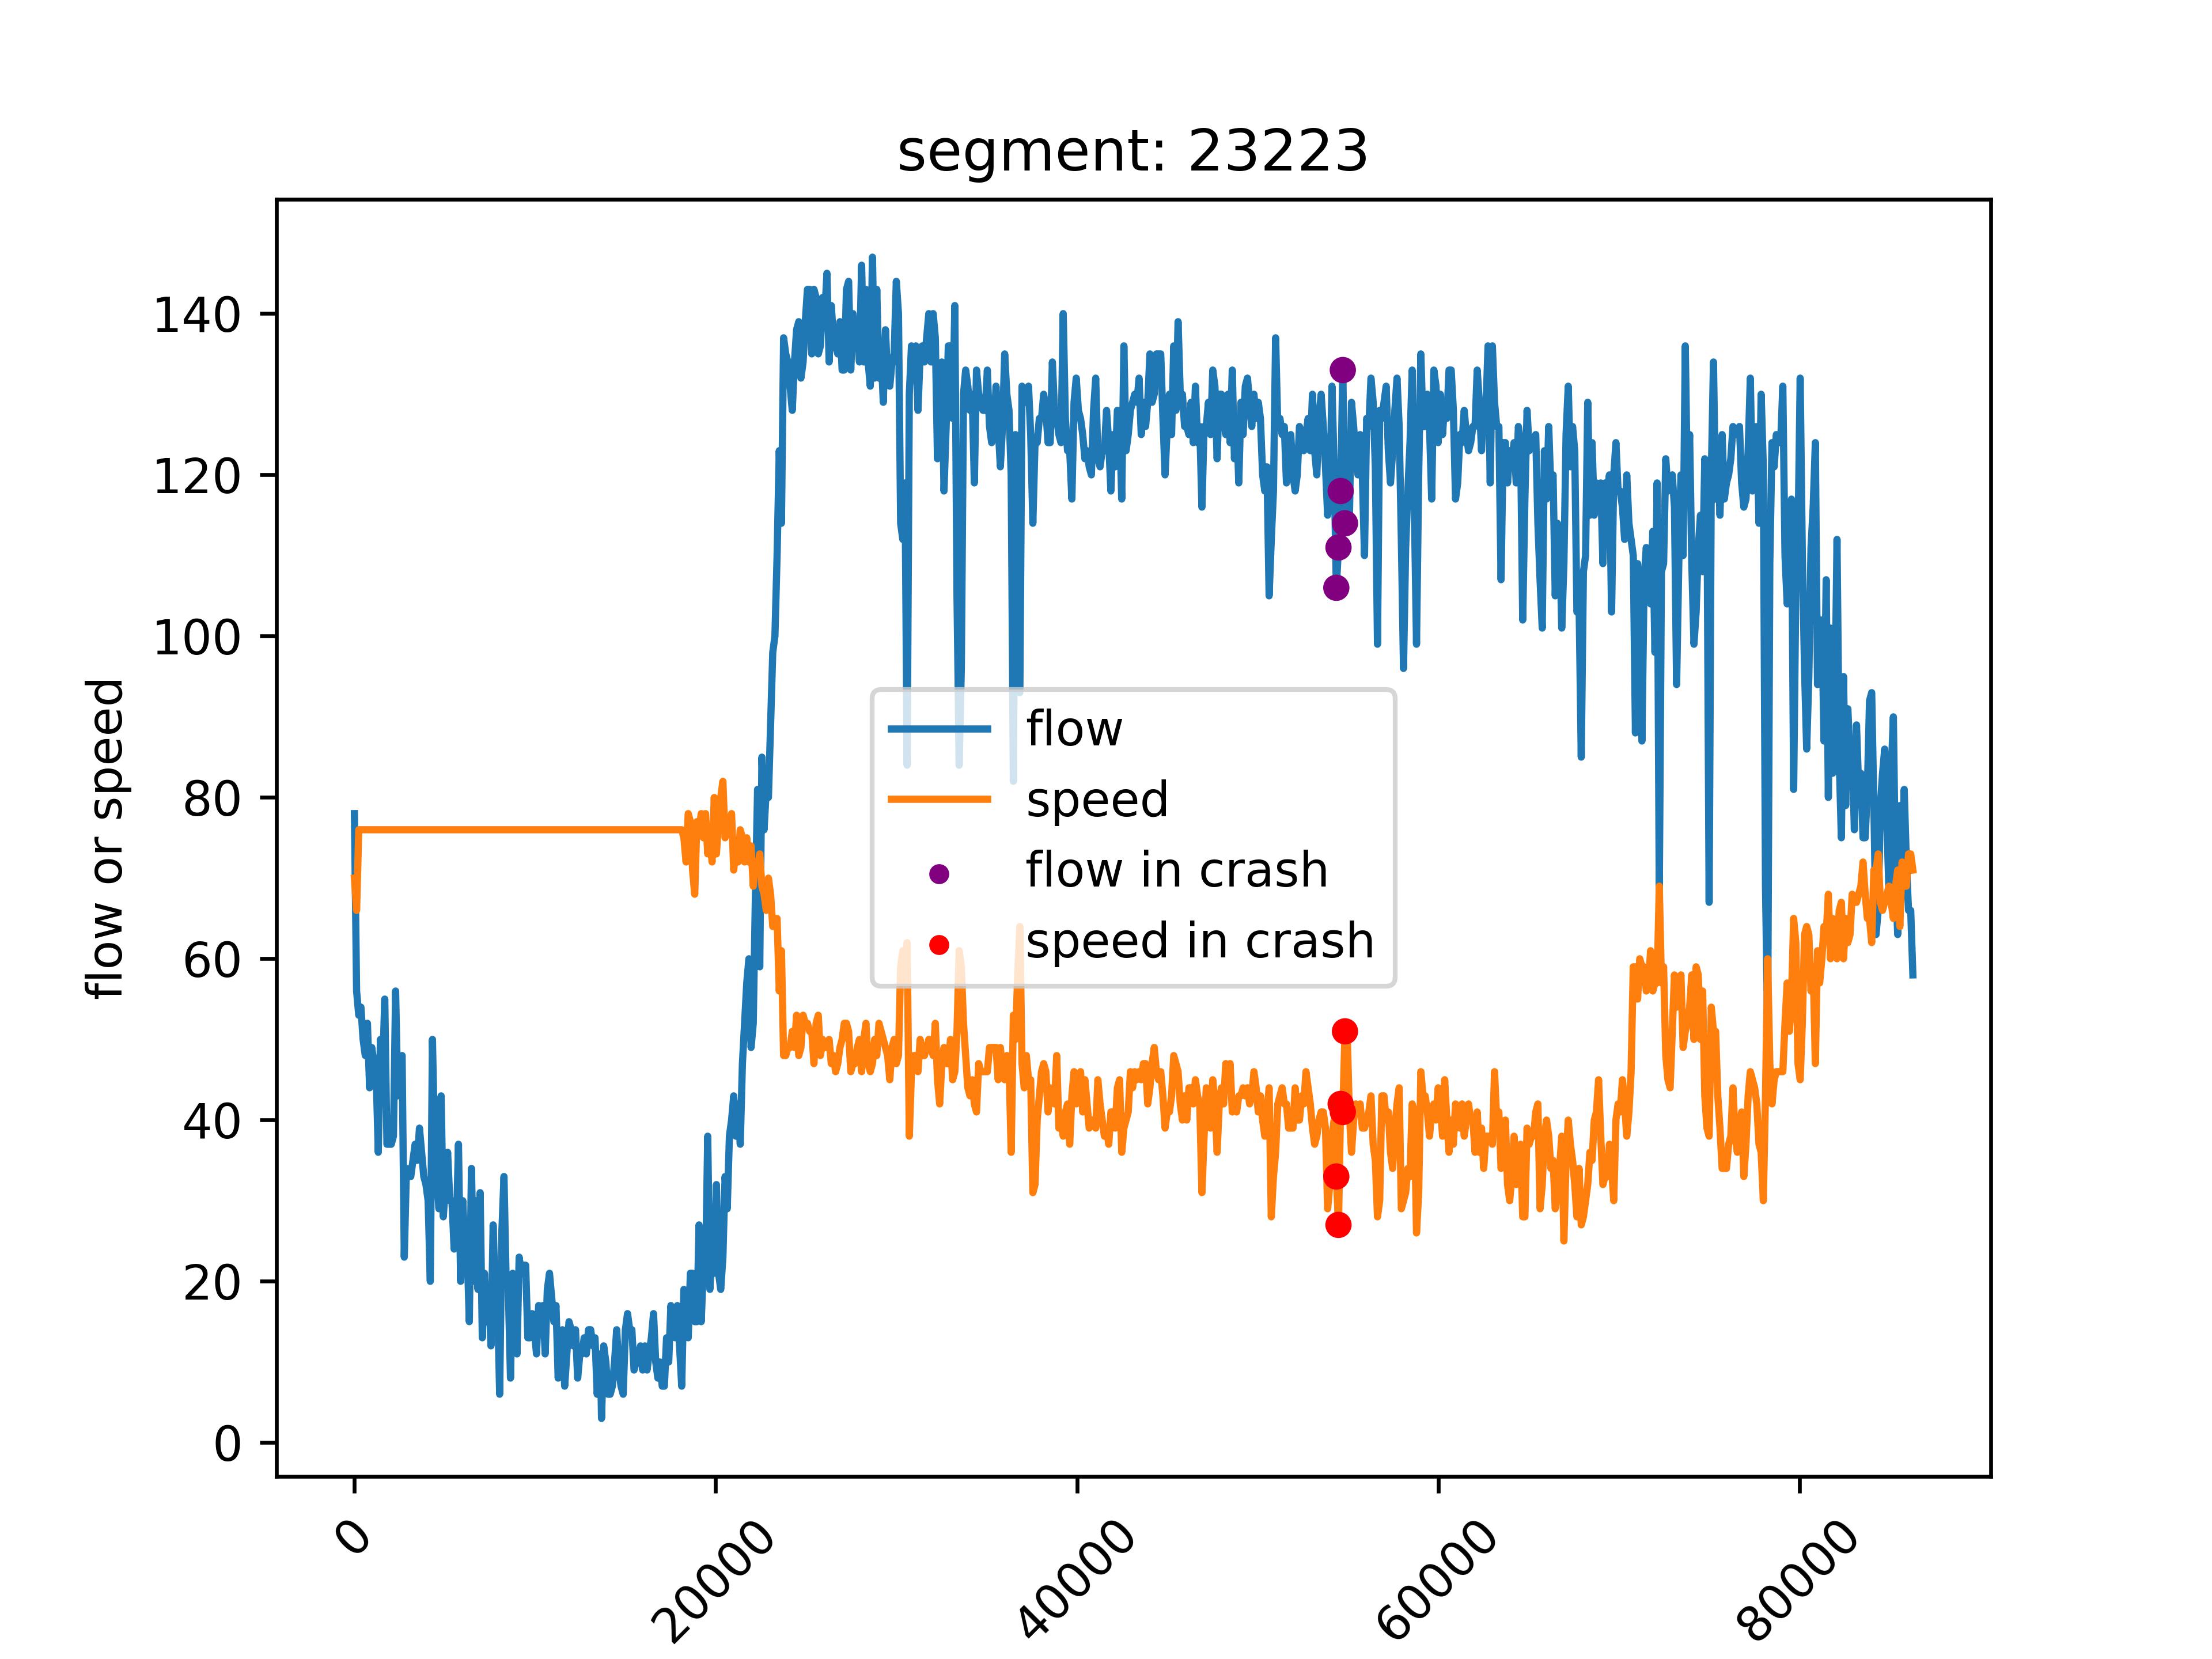 segment: 23223
140
120
100
80
60
40
20
0
flow or speed
flow
speed
flow in crash
speed in crash
0
20000
40000
60000
80000